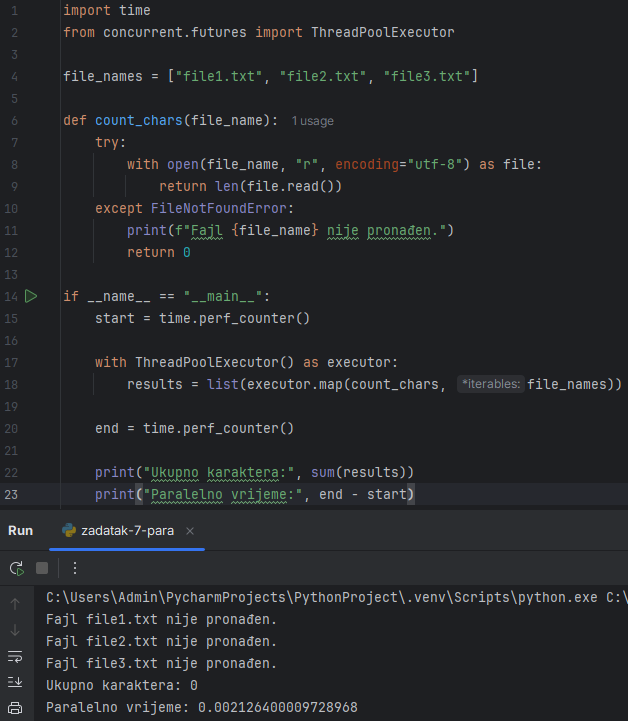 1 import time
2 from concurrent.futures import ThreadPoolExecutor
3
4 file_names = ["file1.txt", "file2.txt", "file3.txt"]
5
6 def count_chars(file_name): 1 usage
7     try:
8         with open(file_name, "r", encoding="utf-8") as file:
9             return len(file.read())
10     except FileNotFoundError:
11         print(f"Fajl {file_name} nije pronađen.")
12         return 0
13
14 if __name__ == "__main__":
15     start = time.perf_counter()
16
17     with ThreadPoolExecutor() as executor:
18         results = list(executor.map(count_chars, *iterables: file_names))
19
20     end = time.perf_counter()
21
22     print("Ukupno karaktera:", sum(results))
23     print("Paralelno vrijeme:", end - start)
Run zadatak-7-para
C:\Users\Admin\PycharmProjects\PythonProject\.venv\Scripts\python.exe C:\
Fajl file1.txt nije pronađen.
Fajl file2.txt nije pronađen.
Fajl file3.txt nije pronađen.
Ukupno karaktera: 0
Paralelno vrijeme: 0.002126400009728968